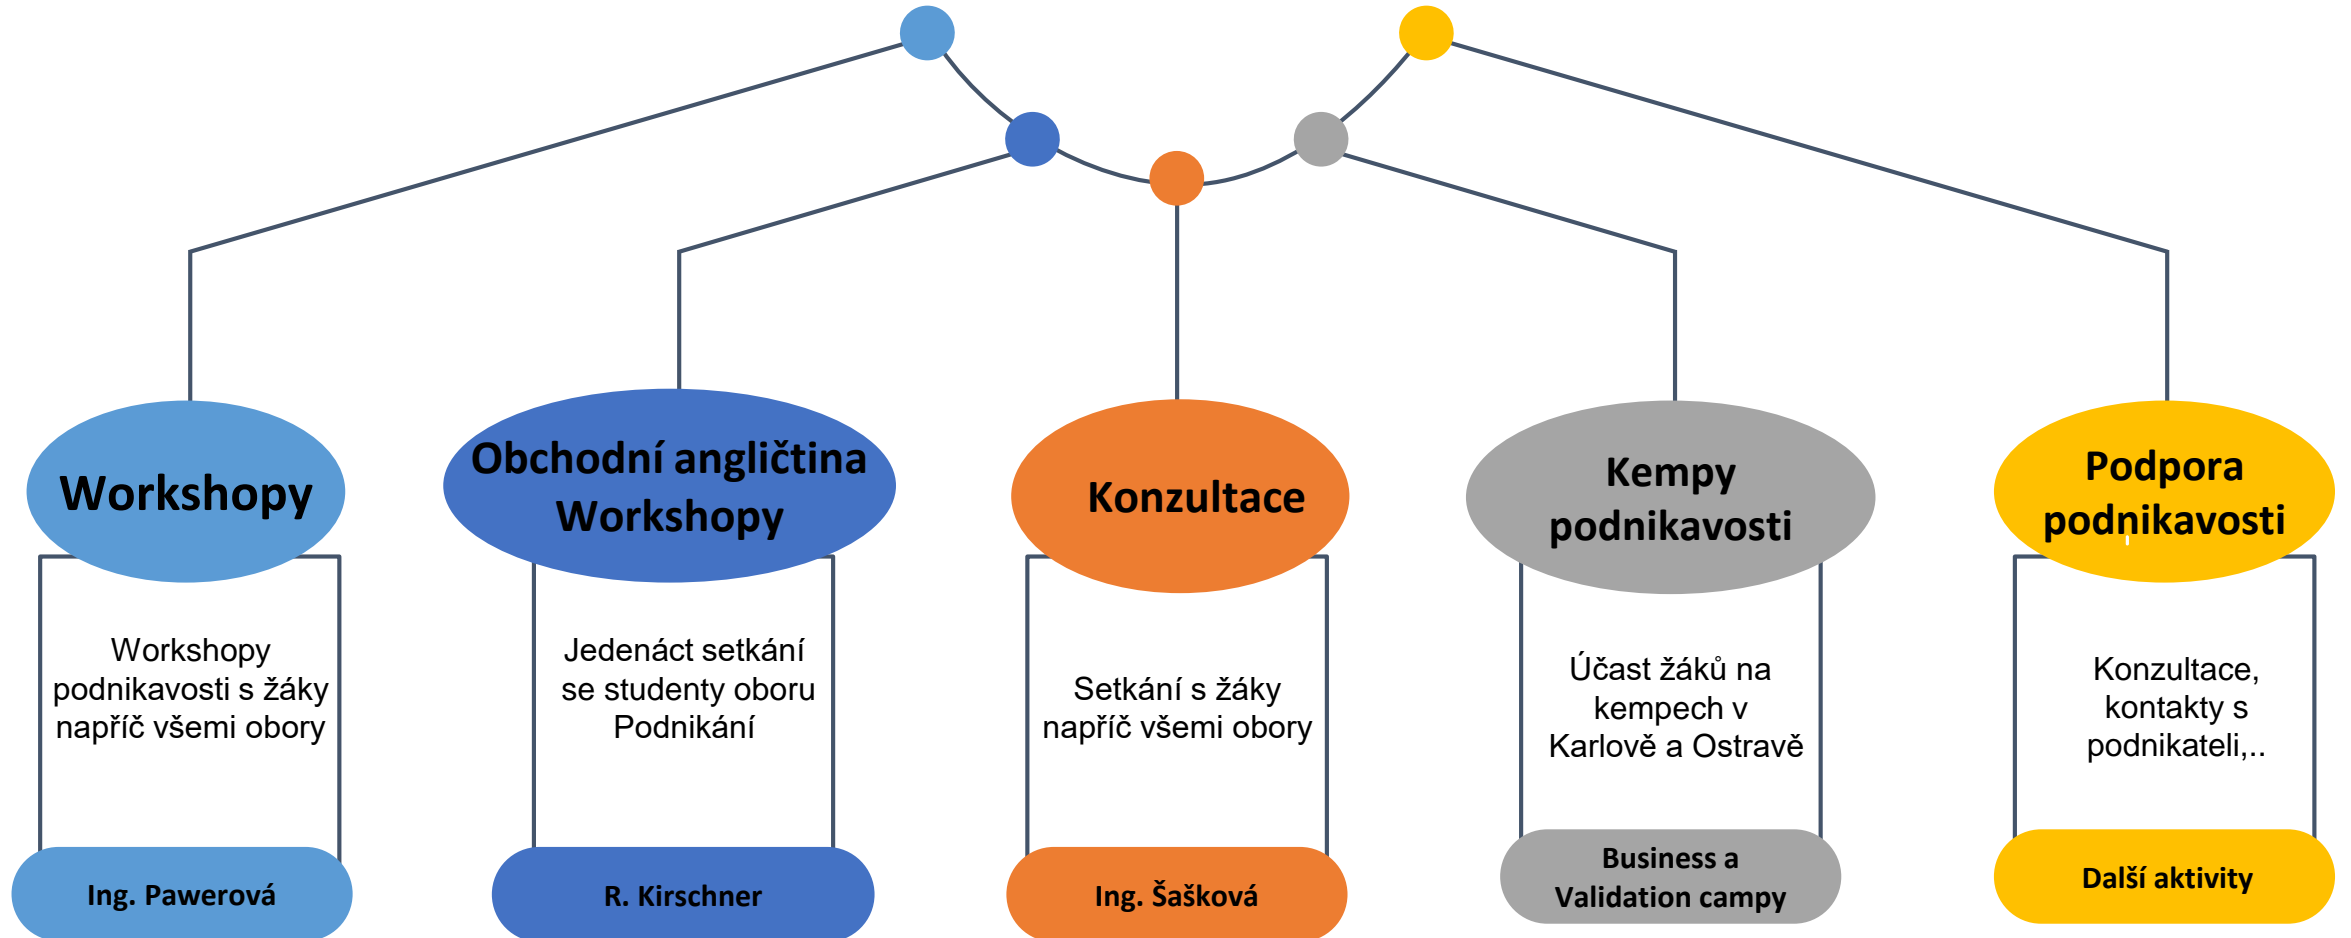 Workshopy
Workshopy
podnikavosti s žáky
napříč všemi obory
Ing. Pawerová
Obchodní angličtina
Workshopy
Jedenáct setkání
se studenty oboru
Podnikání
R. Kirschner
Konzultace
Setkání s žáky
napříč všemi obory
Ing. Šašková
Kempy
podnikavosti
Účast žáků na
kempech v
Karlově a Ostravě
Business a
Validation campy
Podpora
podnikavosti
Konzultace,
kontakty s
podnikateli,..
Další aktivity